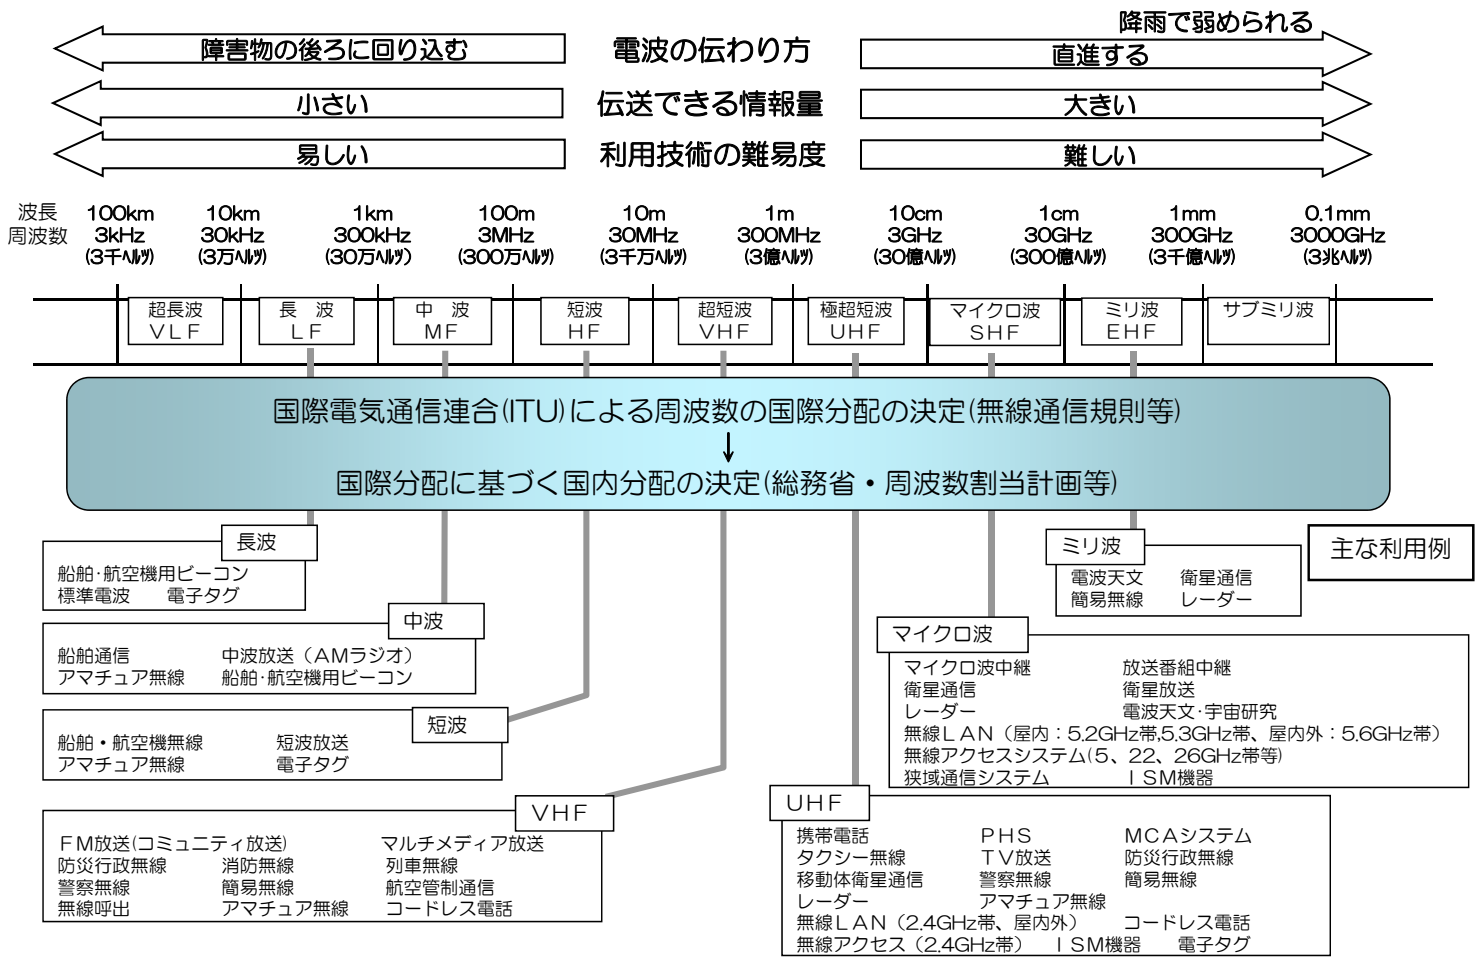 降雨で弱められる
障害物の後ろに回り込む 電波の伝わり方 直進する
小さい 伝送できる情報量 大きい
易しい 利用技術の難易度 難しい
波長 100km 10km 1km 100m 10m 1m 10cm 1cm 1mm 0.1mm
周波数 3kHz 30kHz 300kHz 3MHz 30MHz 300MHz 3GHz 30GHz 300GHz 3000GHz
(3千ヘルツ) (3万ヘルツ) (30万ヘルツ) (300万ヘルツ) (3千万ヘルツ) (3億ヘルツ) (30億ヘルツ) (300億ヘルツ) (3千億ヘルツ) (3兆ヘルツ)
超長波 長 波 中 波 短波 超短波 極超短波 マイクロ波 ミリ波 サブミリ波
VLF LF MF HF VHF UHF SHF EHF
国際電気通信連合(ITU)による周波数の国際分配の決定(無線通信規則等)
↓
国際分配に基づく国内分配の決定(総務省・周波数割当計画等)
主な利用例
長波
船舶・航空機用ビーコン
標準電波 電子タグ
中波
船舶通信 中波放送（AMラジオ）
アマチュア無線 船舶・航空機用ビーコン
短波
船舶・航空機無線 短波放送
アマチュア無線 電子タグ
VHF
FM放送(コミュニティ放送) マルチメディア放送
防災行政無線 消防無線 列車無線
警察無線 簡易無線 航空管制通信
無線呼出 アマチュア無線 コードレス電話
ミリ波
電波天文 衛星通信
簡易無線 レーダー
マイクロ波
マイクロ波中継 放送番組中継
衛星通信 衛星放送
レーダー 電波天文・宇宙研究
無線LAN（屋内：5.2GHz帯,5.3GHz帯、屋内外：5.6GHz帯）
無線アクセスシステム(5、22、26GHz帯等)
狭域通信システム ISM機器
UHF
携帯電話 PHS MCAシステム
タクシー無線 TV放送 防災行政無線
移動体衛星通信 警察無線 簡易無線
レーダー アマチュア無線
無線LAN（2.4GHz帯、屋内外） コードレス電話
無線アクセス（2.4GHz帯） ISM機器 電子タグ